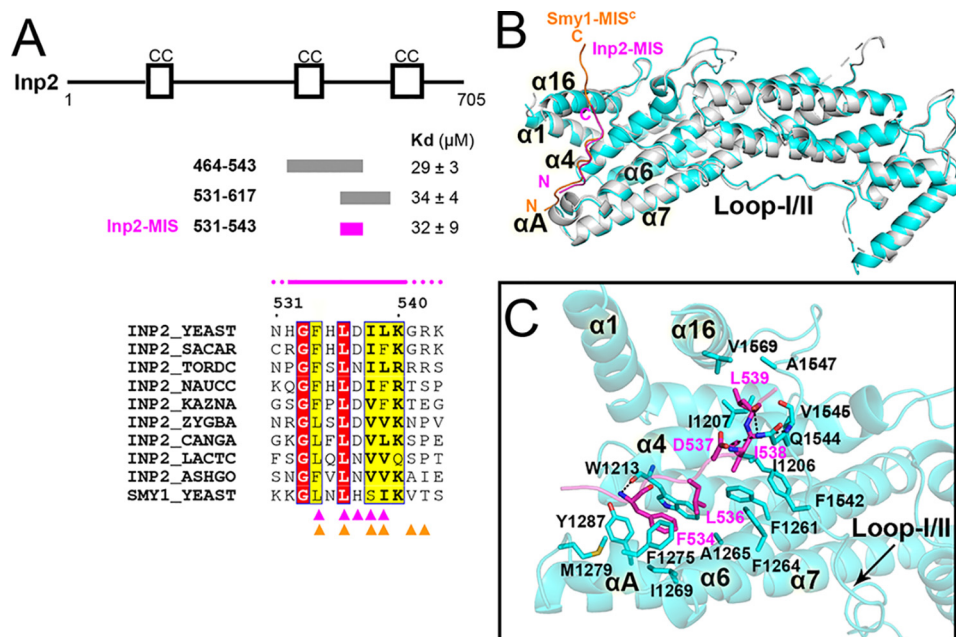 A
CC CC CC
Inp2
1 705
Kd (μM)
464-543 29 ± 3
531-617 34 ± 4
Inp2-MIS 531-543 32 ± 9
531 540
INP2_YEAST NHGFHLDILKGRK
INP2_SACAR CRGFHLDIFKGRR
INP2_TORDC NPGFSLNILRRRS
INP2_NAUCC KQGFHLDIFRTSP
INP2_KAZNA GSGFPLDVFKTEG
INP2_ZYGBA NNGFHLDVVKGRS
INP2_CANGA CKGLFLDVLKSPE
INP2_LACTC FSGLQLNVVQSPT
INP2_ASHGO SNGFVLNVVKAIE
SMY1_YEAST KKGLNLHSIKVTS
B
Smy1-MISᶜ
C
Inp2-MIS
α16
C
α1
α4
α6
N
N
αA
α7
Loop-I/II
C
α1
α16
V1569
A1547
L539
I1207
V1545
D537
Q1544
α4
I538
W1213
I1206
F1542
L536
Y1287
F1261
F534
Loop-I/II
F1275
A1265
M1279
F1264
αA
α6
α7
I1269